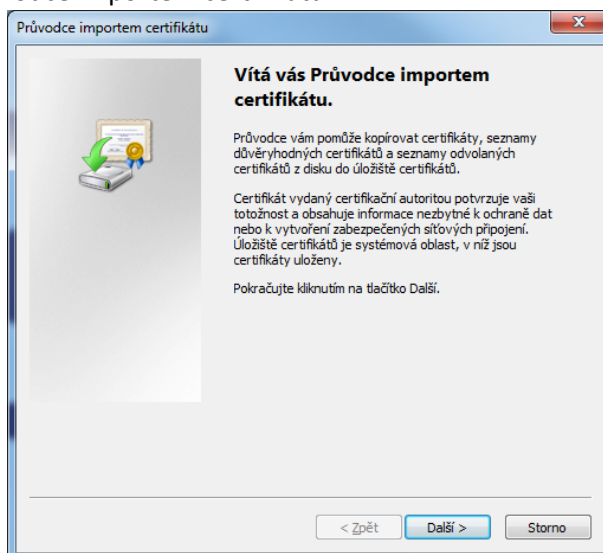 Průvodce importem certifikátu
Vítá vás Průvodce importem
certifikátu.
Průvodce vám pomůže kopírovat certifikáty, seznamy
důvěryhodných certifikátů a seznamy odvolaných
certifikátů z disku do úložiště certifikátů.
Certifikát vydaný certifikační autoritou potvrzuje vaši
totožnost a obsahuje informace nezbytné k ochraně dat
nebo k vytvoření zabezpečených síťových připojení.
Úložiště certifikátů je systémová oblast, v níž jsou
certifikáty uloženy.
Pokračujte kliknutím na tlačítko Další.
< Zpět
Další >
Storno